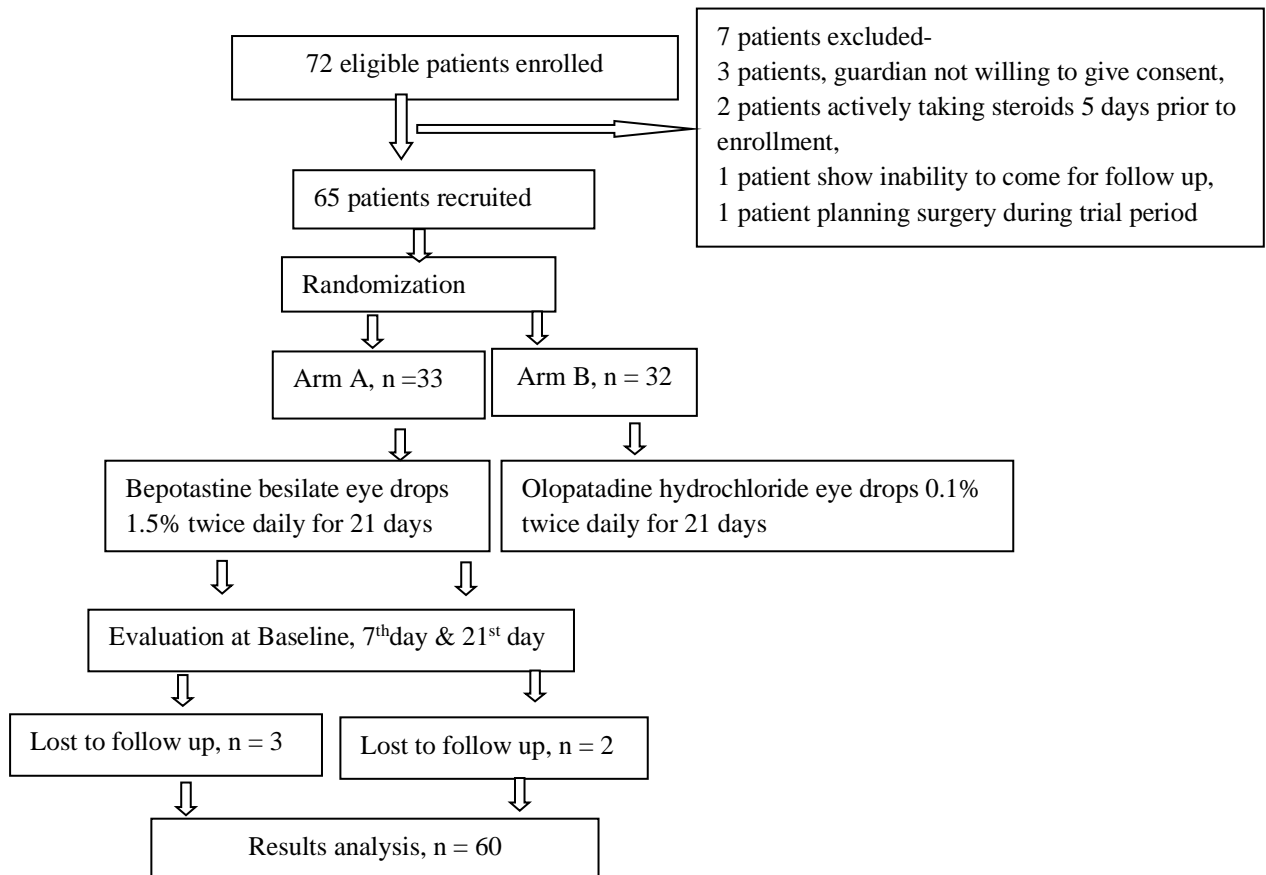 72 eligible patients enrolled
7 patients excluded-
3 patients, guardian not willing to give consent,
2 patients actively taking steroids 5 days prior to
enrollment,
1 patient show inability to come for follow up,
1 patient planning surgery during trial period
65 patients recruited
Randomization
Arm A, n =33
Arm B, n = 32
Bepotastine besilate eye drops
1.5% twice daily for 21 days
Olopatadine hydrochloride eye drops 0.1%
twice daily for 21 days
Evaluation at Baseline, 7thday & 21st day
Lost to follow up, n = 3
Lost to follow up, n = 2
Results analysis, n = 60